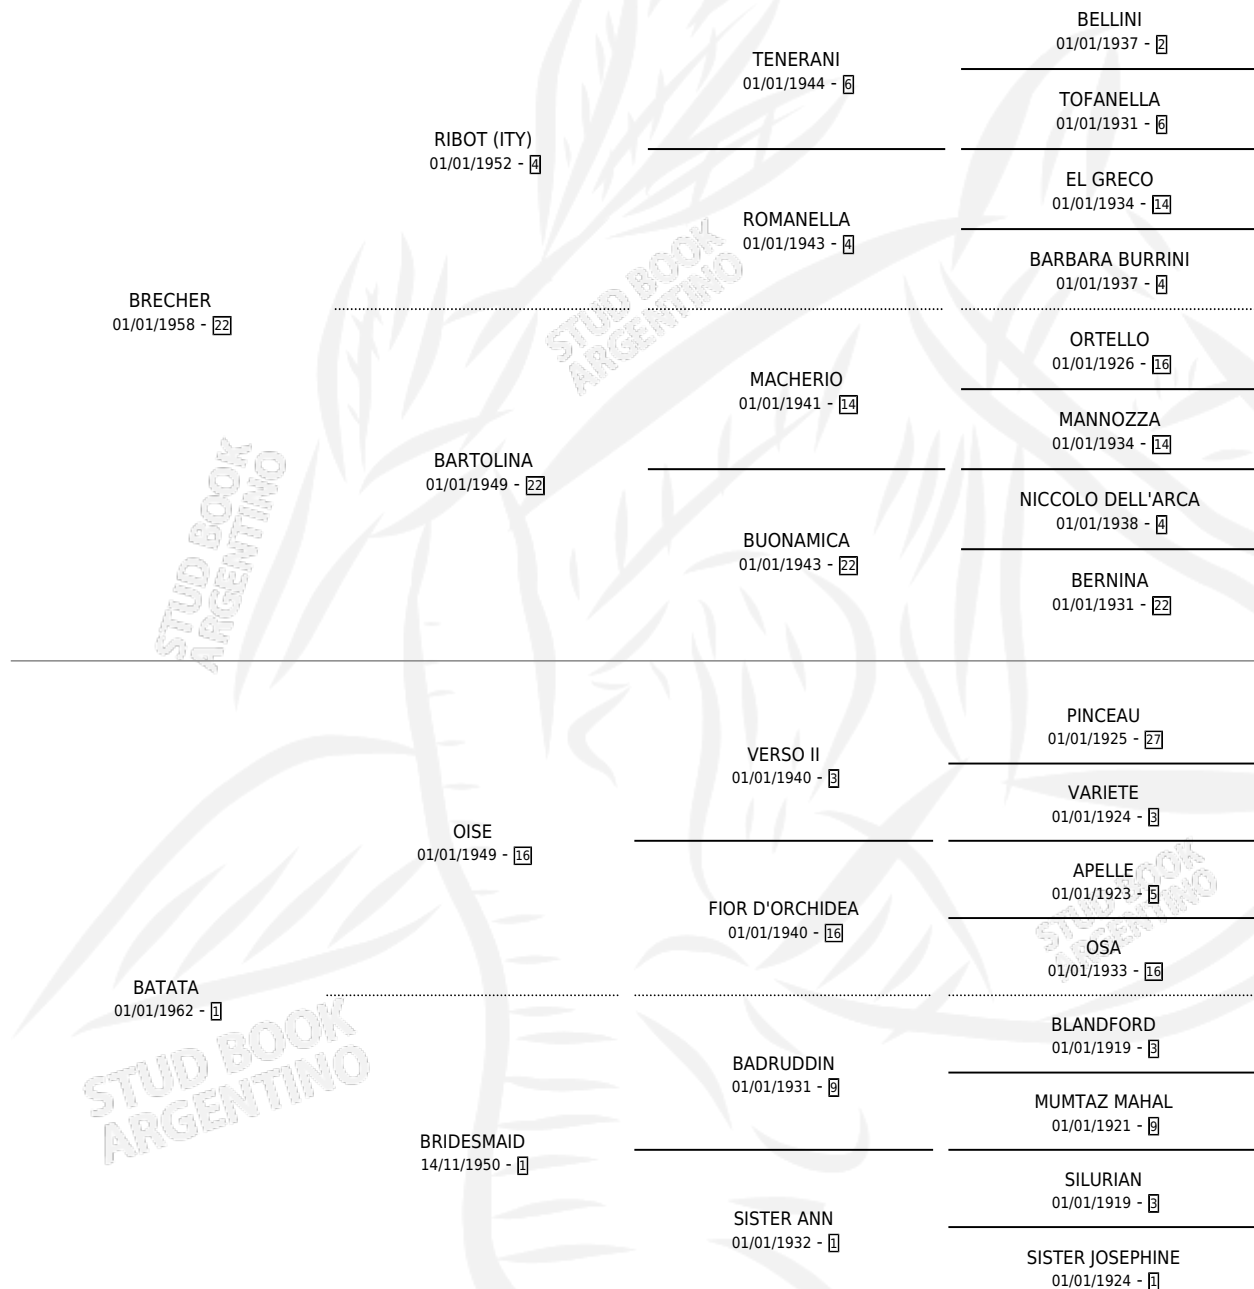 BELLINI
01/01/1937 - 2
TENERANI
01/01/1944 - 6
TOFANELLA
01/01/1931 - 6
RIBOT (ITY)
01/01/1952 - 4
EL GRECO
01/01/1934 - 14
ROMANELLA
01/01/1943 - 4
BARBARA BURRINI
01/01/1937 - 4
BRECHER
01/01/1958 - 22
ORTELLO
01/01/1926 - 16
MACHERIO
01/01/1941 - 14
MANNOZZA
01/01/1934 - 14
BARTOLINA
01/01/1949 - 22
NICCOLO DELL'ARCA
01/01/1938 - 4
BUONAMICA
01/01/1943 - 22
BERNINA
01/01/1931 - 22
PINCEAU
01/01/1925 - 27
VERSO II
01/01/1940 - 3
VARIETE
01/01/1924 - 3
OISE
01/01/1949 - 16
APELLE
01/01/1923 - 5
FIOR D'ORCHIDEA
01/01/1940 - 16
OSA
01/01/1933 - 16
BATATA
01/01/1962 - 1
BLANDFORD
01/01/1919 - 3
BADRUDDIN
01/01/1931 - 9
MUMTAZ MAHAL
01/01/1921 - 9
BRIDESMAID
14/11/1950 - 1
SILURIAN
01/01/1919 - 3
SISTER ANN
01/01/1932 - 1
SISTER JOSEPHINE
01/01/1924 - 1
STUD BOOK
ARGENTINO
STUD BOOK
ARGENTINO
STUD BOOK
ARGENTINO
STUD BOOK
ARGENTINO